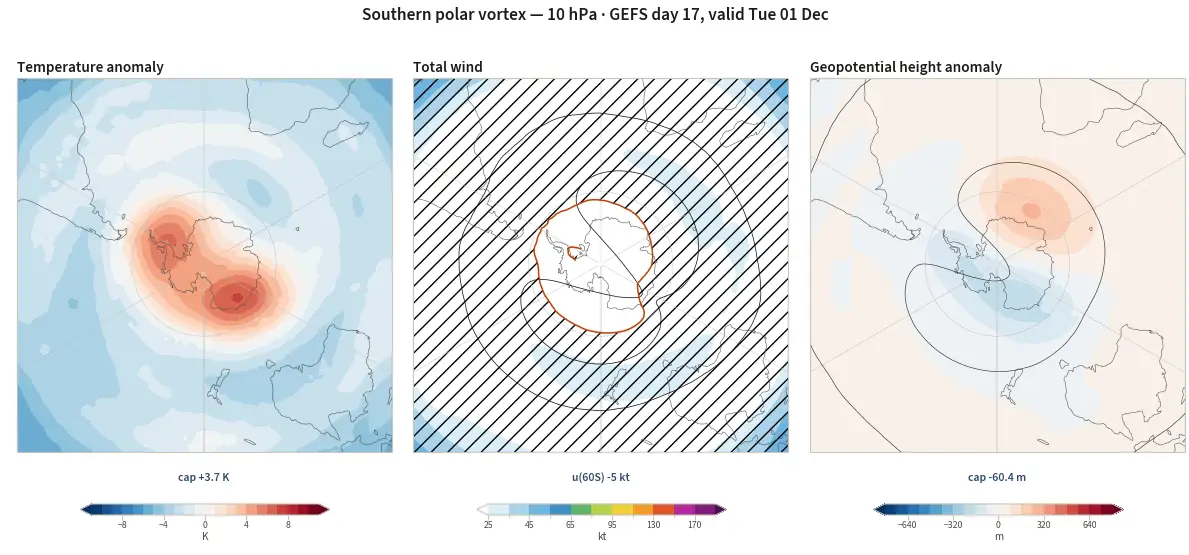 Southern polar vortex — 10 hPa · GEFS day 17, valid Tue 01 Dec
Temperature anomaly
Total wind
Geopotential height anomaly
cap +3.7 K
u(60S) -5 kt
cap -60.4 m
−8 −4 0 4 8
K
25 45 65 95 130 170
kt
−640 −320 0 320 640
m